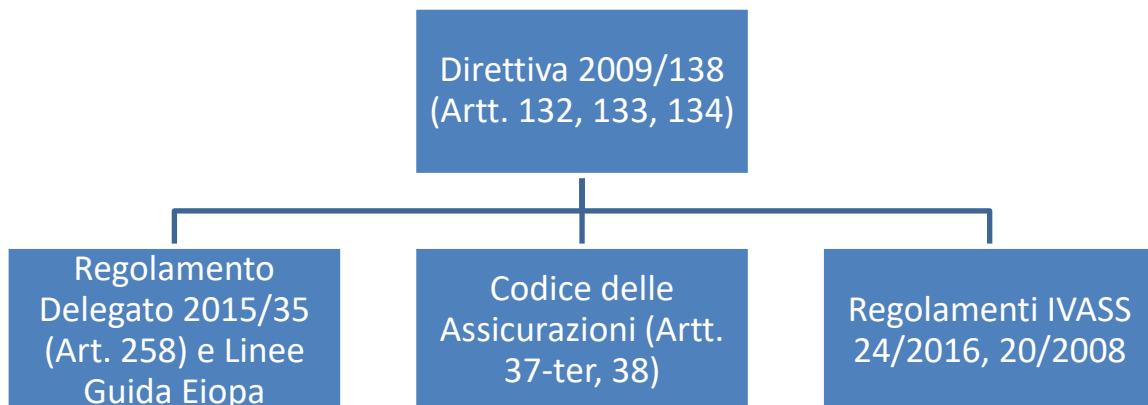 Direttiva 2009/138
(Artt. 132, 133, 134)
Regolamento
Delegato 2015/35
(Art. 258) e Linee
Guida Eiopa
Codice delle
Assicurazioni (Artt.
37-ter, 38)
Regolamenti IVASS
24/2016, 20/2008